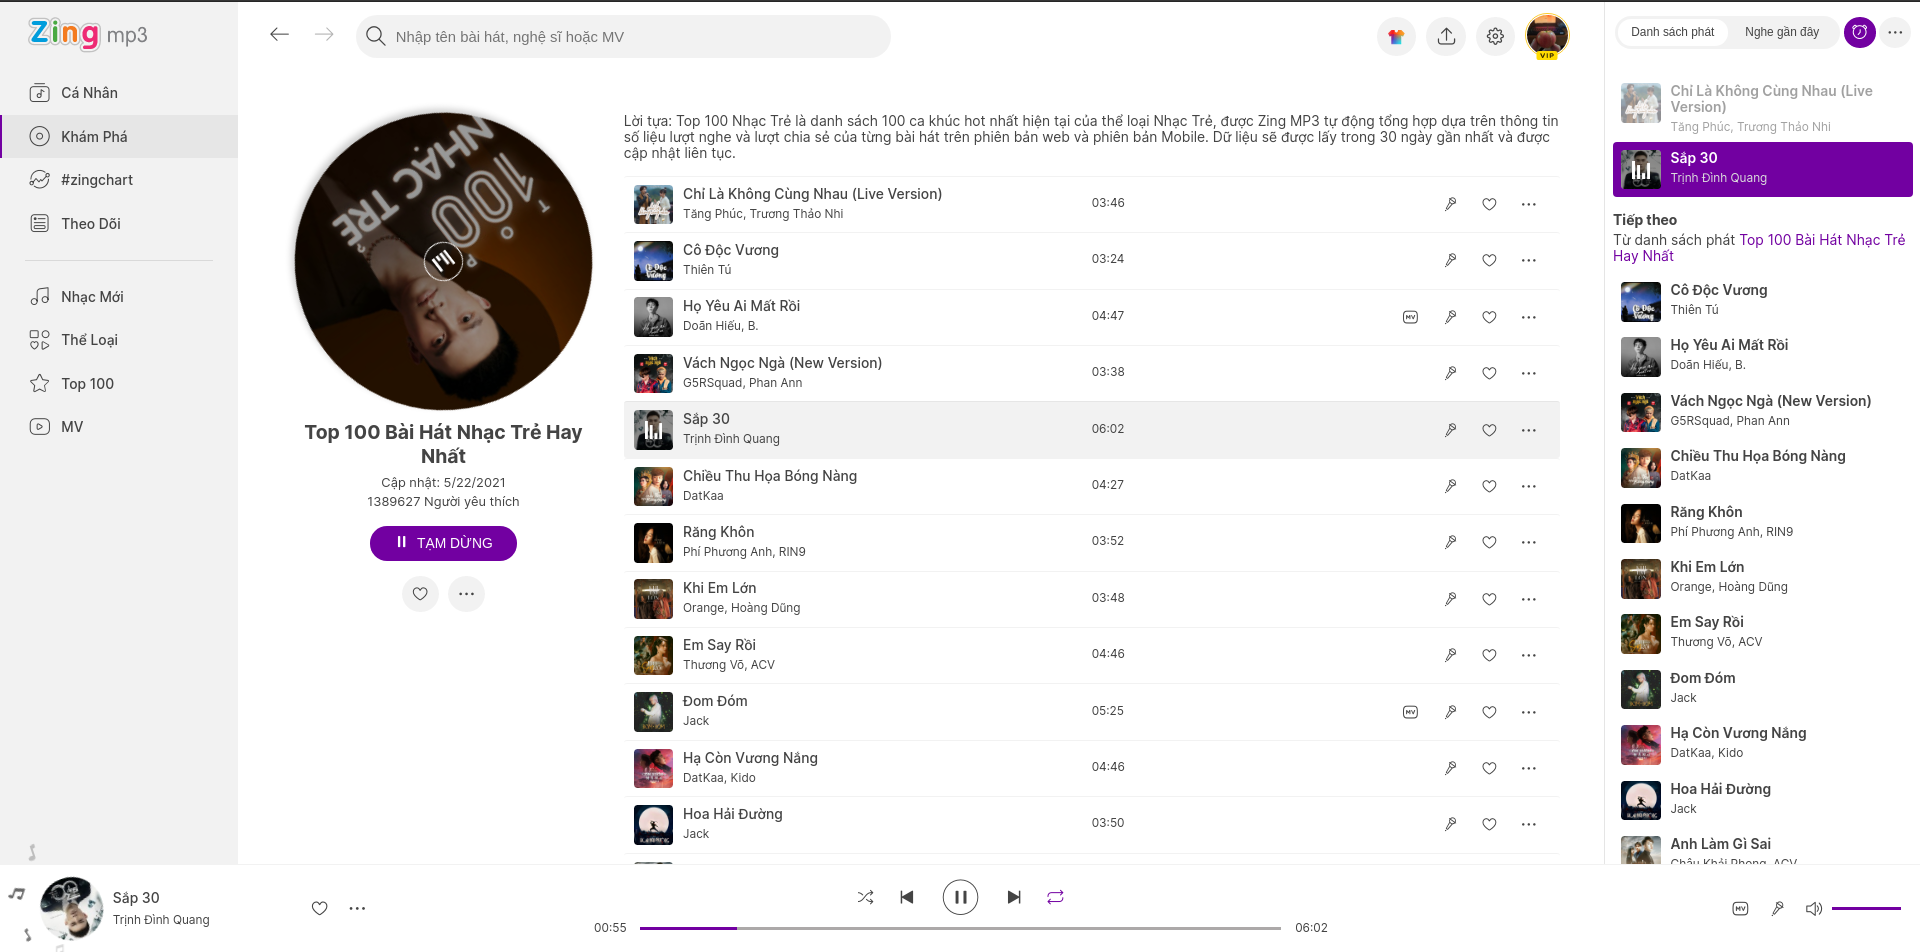 Zing mp3
Cá Nhân
Khám Phá
#zingchart
Theo Dõi
Nhạc Mới
Thể Loại
Top 100
MV
Nhập tên bài hát, nghệ sĩ hoặc MV
VIP
NHẠC TRẺ
TOP
100
Top 100 Bài Hát Nhạc Trẻ Hay
Nhất
Cập nhật: 5/22/2021
1389627 Người yêu thích
TẠM DỪNG
Lời tựa: Top 100 Nhạc Trẻ là danh sách 100 ca khúc hot nhất hiện tại của thể loại Nhạc Trẻ, được Zing MP3 tự động tổng hợp dựa trên thông tin
số liệu lượt nghe và lượt chia sẻ của từng bài hát trên phiên bản web và phiên bản Mobile. Dữ liệu sẽ được lấy trong 30 ngày gần nhất và được
cập nhật liên tục.
Chỉ Là Không Cùng Nhau (Live Version)
Tăng Phúc, Trương Thảo Nhi
03:46
Cô Độc Vương
Thiên Tú
03:24
Họ Yêu Ai Mất Rồi
Doãn Hiếu, B.
04:47
MV
Vách Ngọc Ngà (New Version)
G5RSquad, Phan Ann
03:38
Sắp 30
Trịnh Đình Quang
06:02
Chiều Thu Họa Bóng Nàng
DatKaa
04:27
Răng Khôn
Phí Phương Anh, RIN9
03:52
Khi Em Lớn
Orange, Hoàng Dũng
03:48
Em Say Rồi
Thương Võ, ACV
04:46
Đom Đóm
Jack
05:25
MV
Hạ Còn Vương Nắng
DatKaa, Kido
04:46
Hoa Hải Đường
Jack
03:50
Danh sách phát
Nghe gần đây
Chỉ Là Không Cùng Nhau (Live
Version)
Tăng Phúc, Trương Thảo Nhi
Sắp 30
Trịnh Đình Quang
Tiếp theo
Từ danh sách phát Top 100 Bài Hát Nhạc Trẻ
Hay Nhất
Cô Độc Vương
Thiên Tú
Họ Yêu Ai Mất Rồi
Doãn Hiếu, B.
Vách Ngọc Ngà (New Version)
G5RSquad, Phan Ann
Chiều Thu Họa Bóng Nàng
DatKaa
Răng Khôn
Phí Phương Anh, RIN9
Khi Em Lớn
Orange, Hoàng Dũng
Em Say Rồi
Thương Võ, ACV
Đom Đóm
Jack
Hạ Còn Vương Nắng
DatKaa, Kido
Hoa Hải Đường
Jack
Anh Làm Gì Sai
Châu Khải Phong, ACV
Sắp 30
Trịnh Đình Quang
00:55
06:02
MV